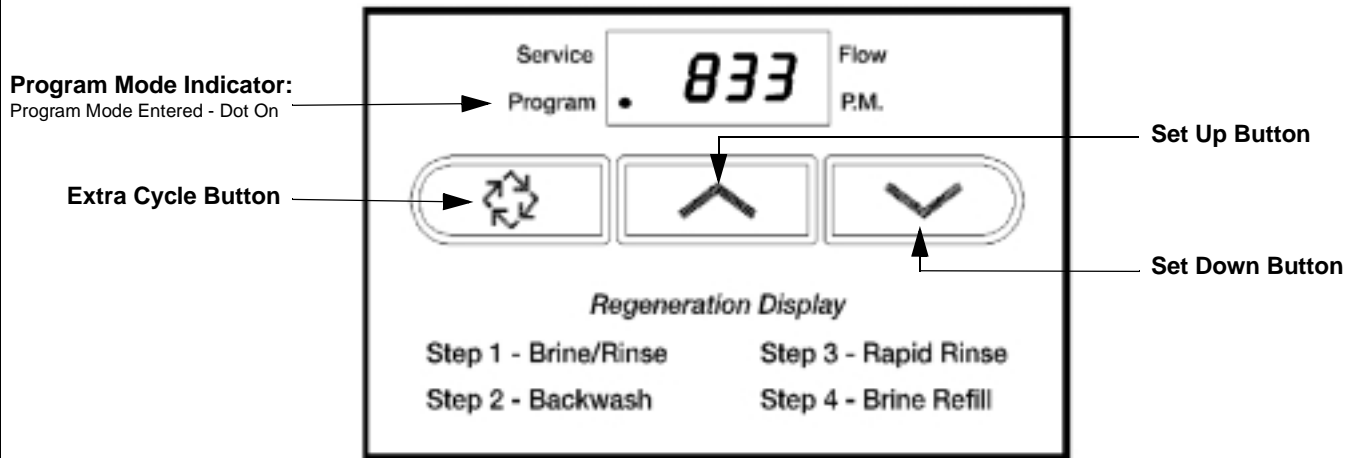 Service
833
Flow
Program Mode Indicator:
Program Mode Entered - Dot On
Program
P.M.
Set Up Button
Extra Cycle Button
Set Down Button
Regeneration Display
Step 1 - Brine/Rinse
Step 3 - Rapid Rinse
Step 2 - Backwash
Step 4 - Brine Refill